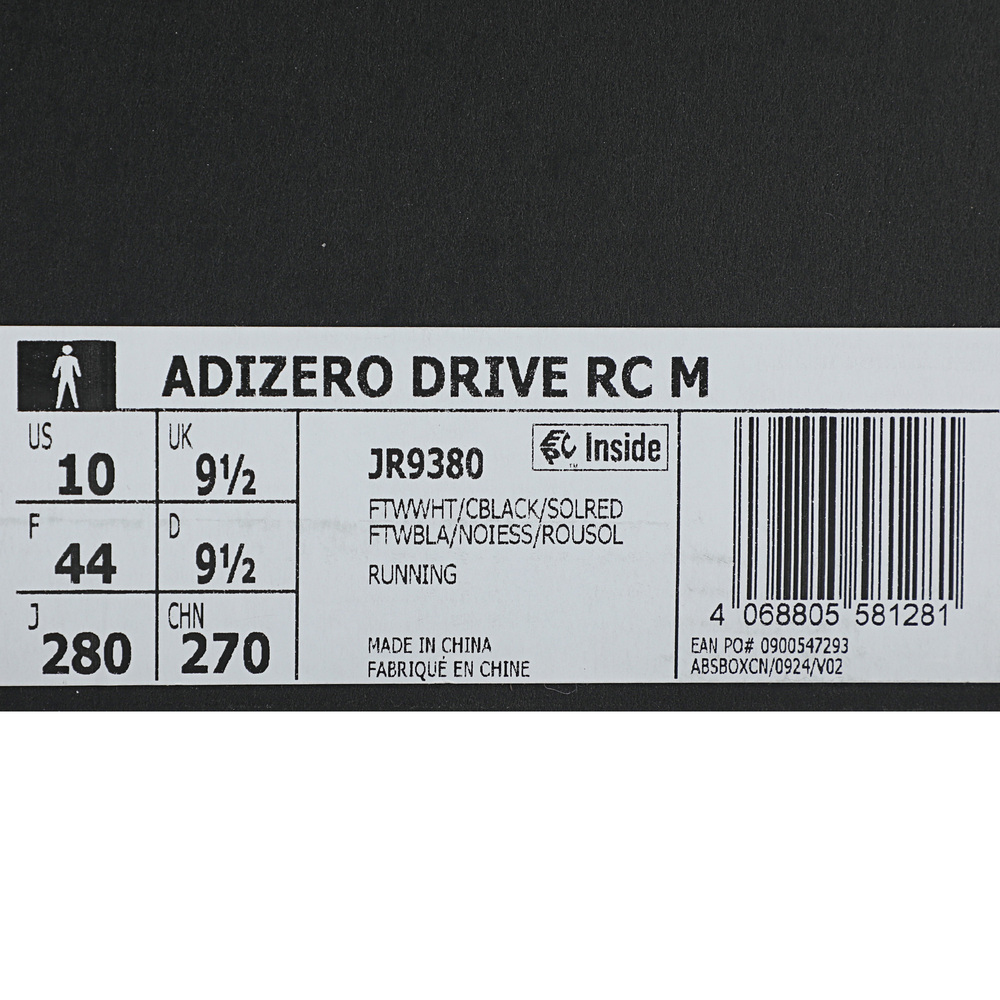 ADIZERO DRIVE RC M
US
10
UK
9½
F
44
D
9½
J
280
CHN
270
JR9380
EPC Inside
™
FTWWHT/CBLACK/SOLRED
FTWBLA/NOIESS/ROUSOL
RUNNING
MADE IN CHINA
FABRIQUÉ EN CHINE
4 068805 581281
EAN PO# 0900547293
ABSBOXCN/0924/V02